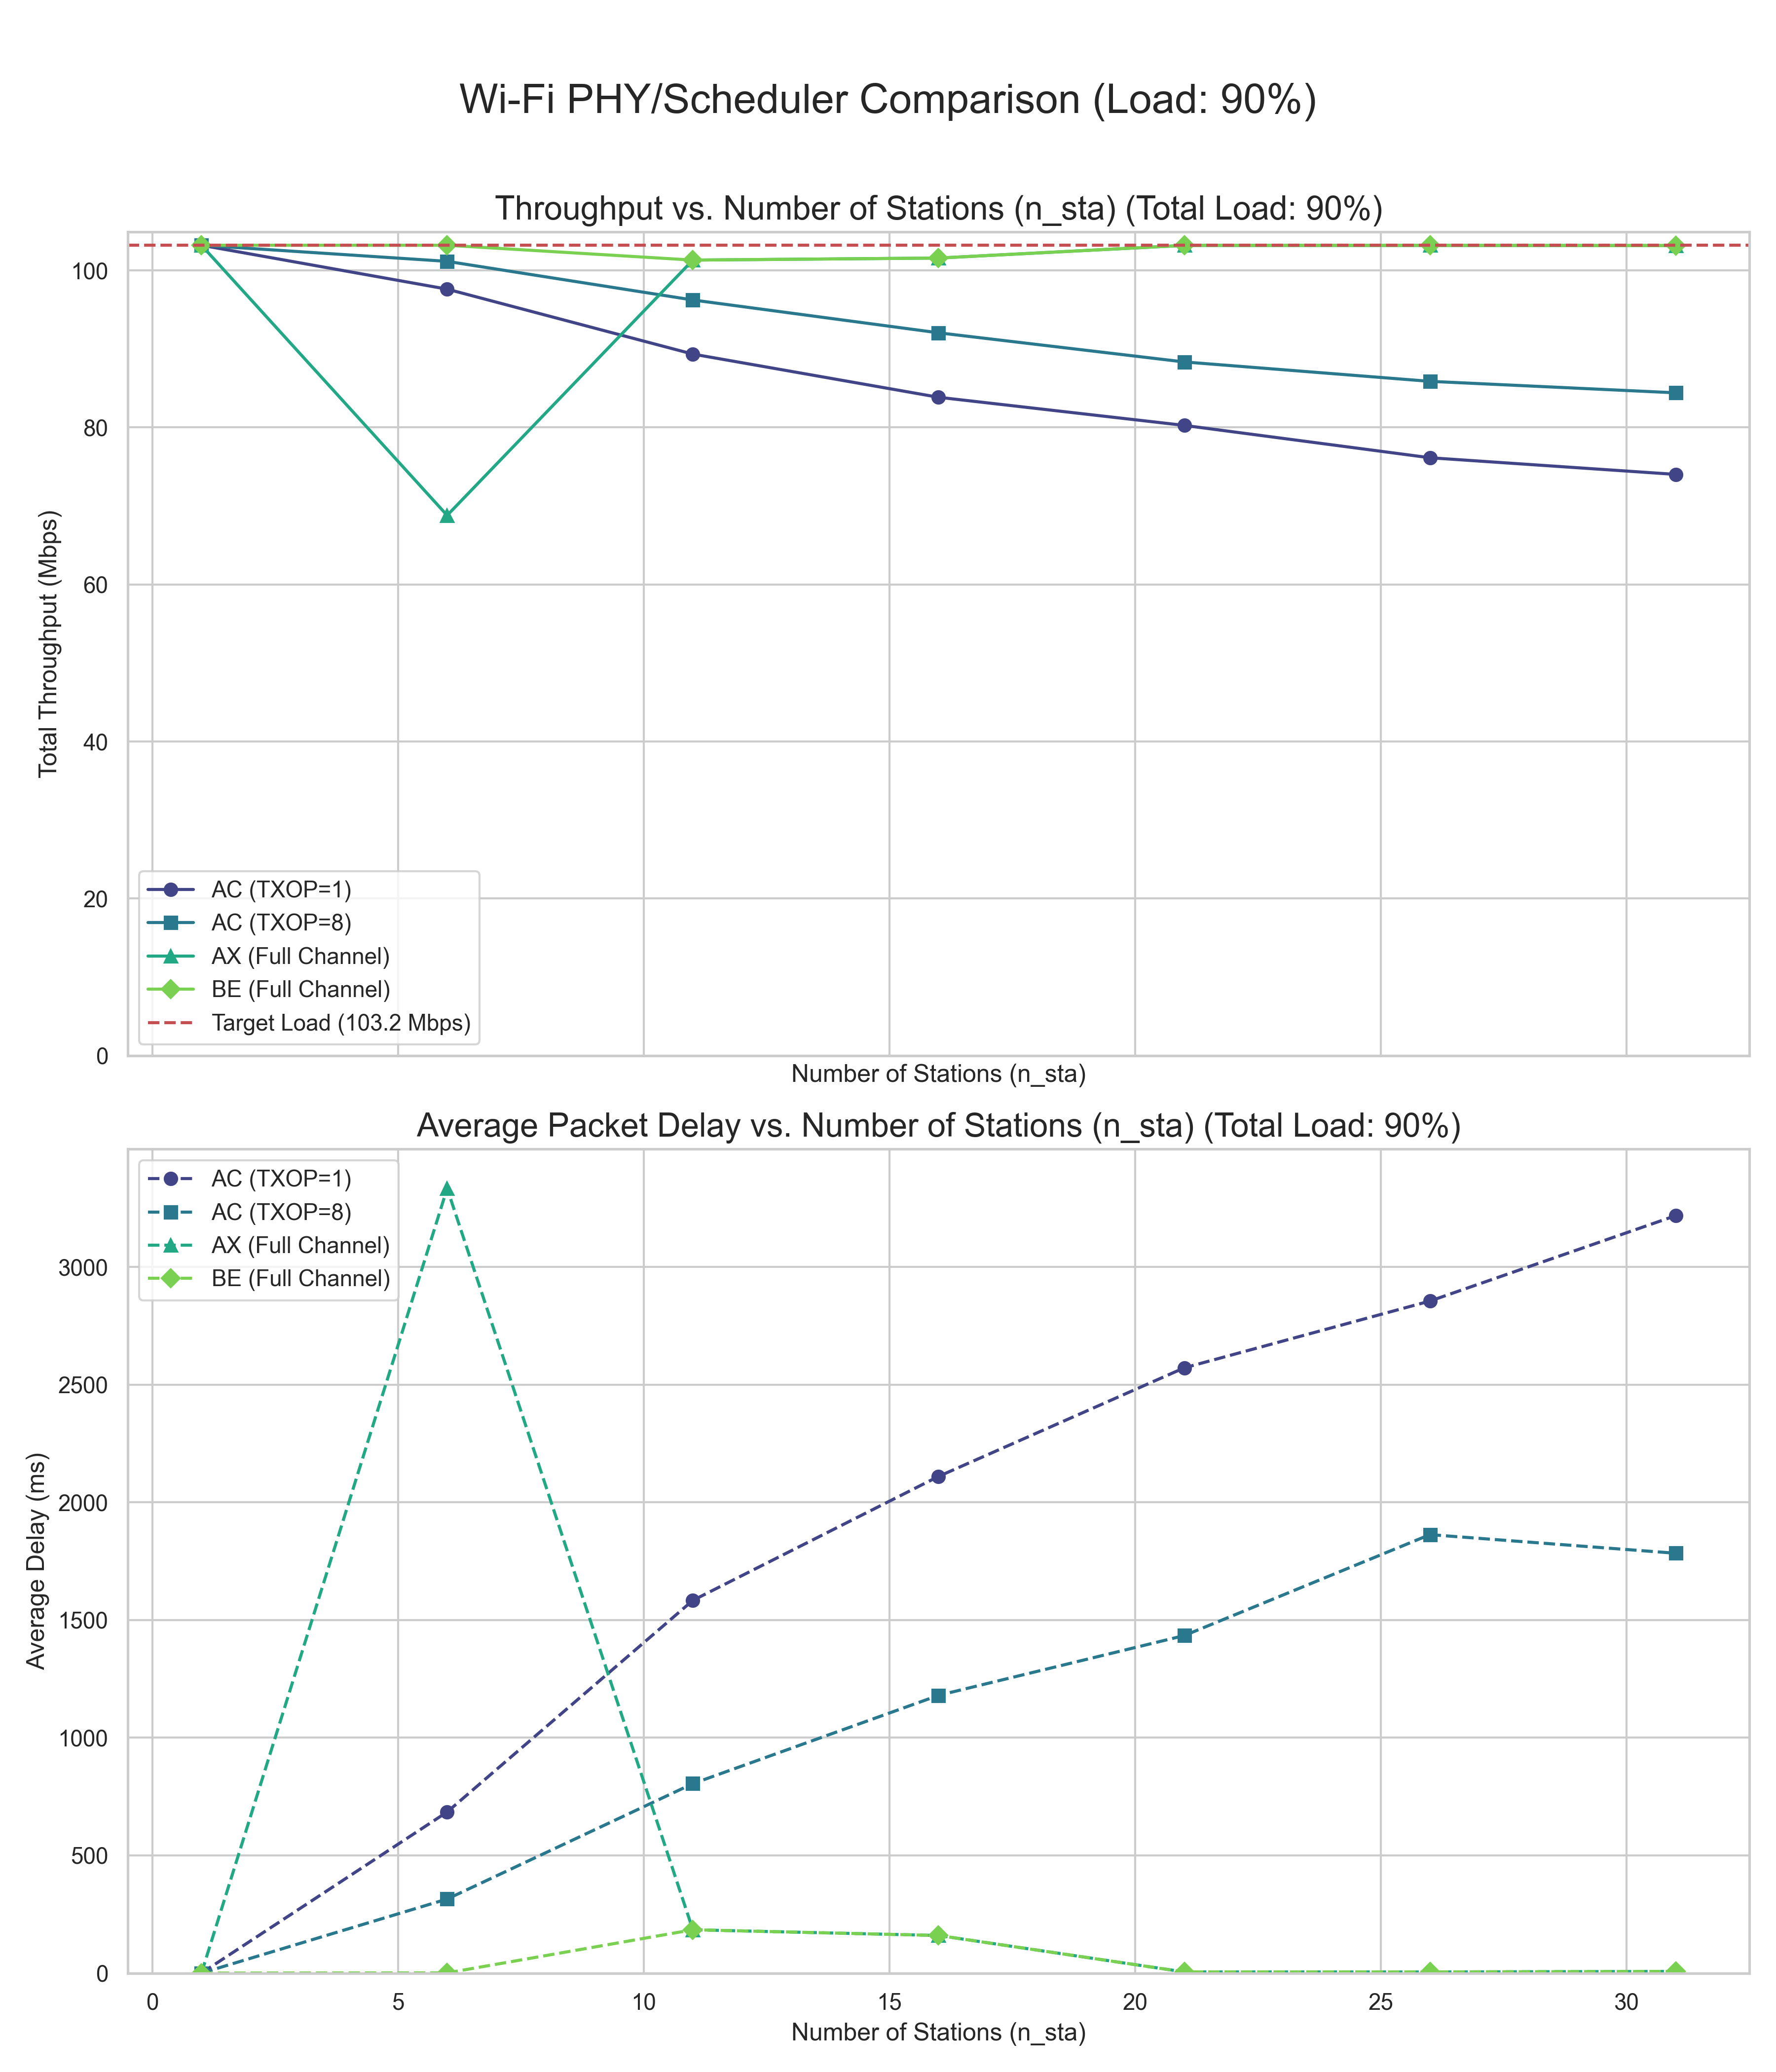 Wi-Fi PHY/Scheduler Comparison (Load: 90%)
Throughput vs. Number of Stations (n_sta) (Total Load: 90%)
Total Throughput (Mbps)
100
80
60
40
20
0
AC (TXOP=1)
AC (TXOP=8)
AX (Full Channel)
BE (Full Channel)
Target Load (103.2 Mbps)
Number of Stations (n_sta)
Average Packet Delay vs. Number of Stations (n_sta) (Total Load: 90%)
Average Delay (ms)
AC (TXOP=1)
AC (TXOP=8)
AX (Full Channel)
BE (Full Channel)
3000
2500
2000
1500
1000
500
0
0 5 10 15 20 25 30
Number of Stations (n_sta)